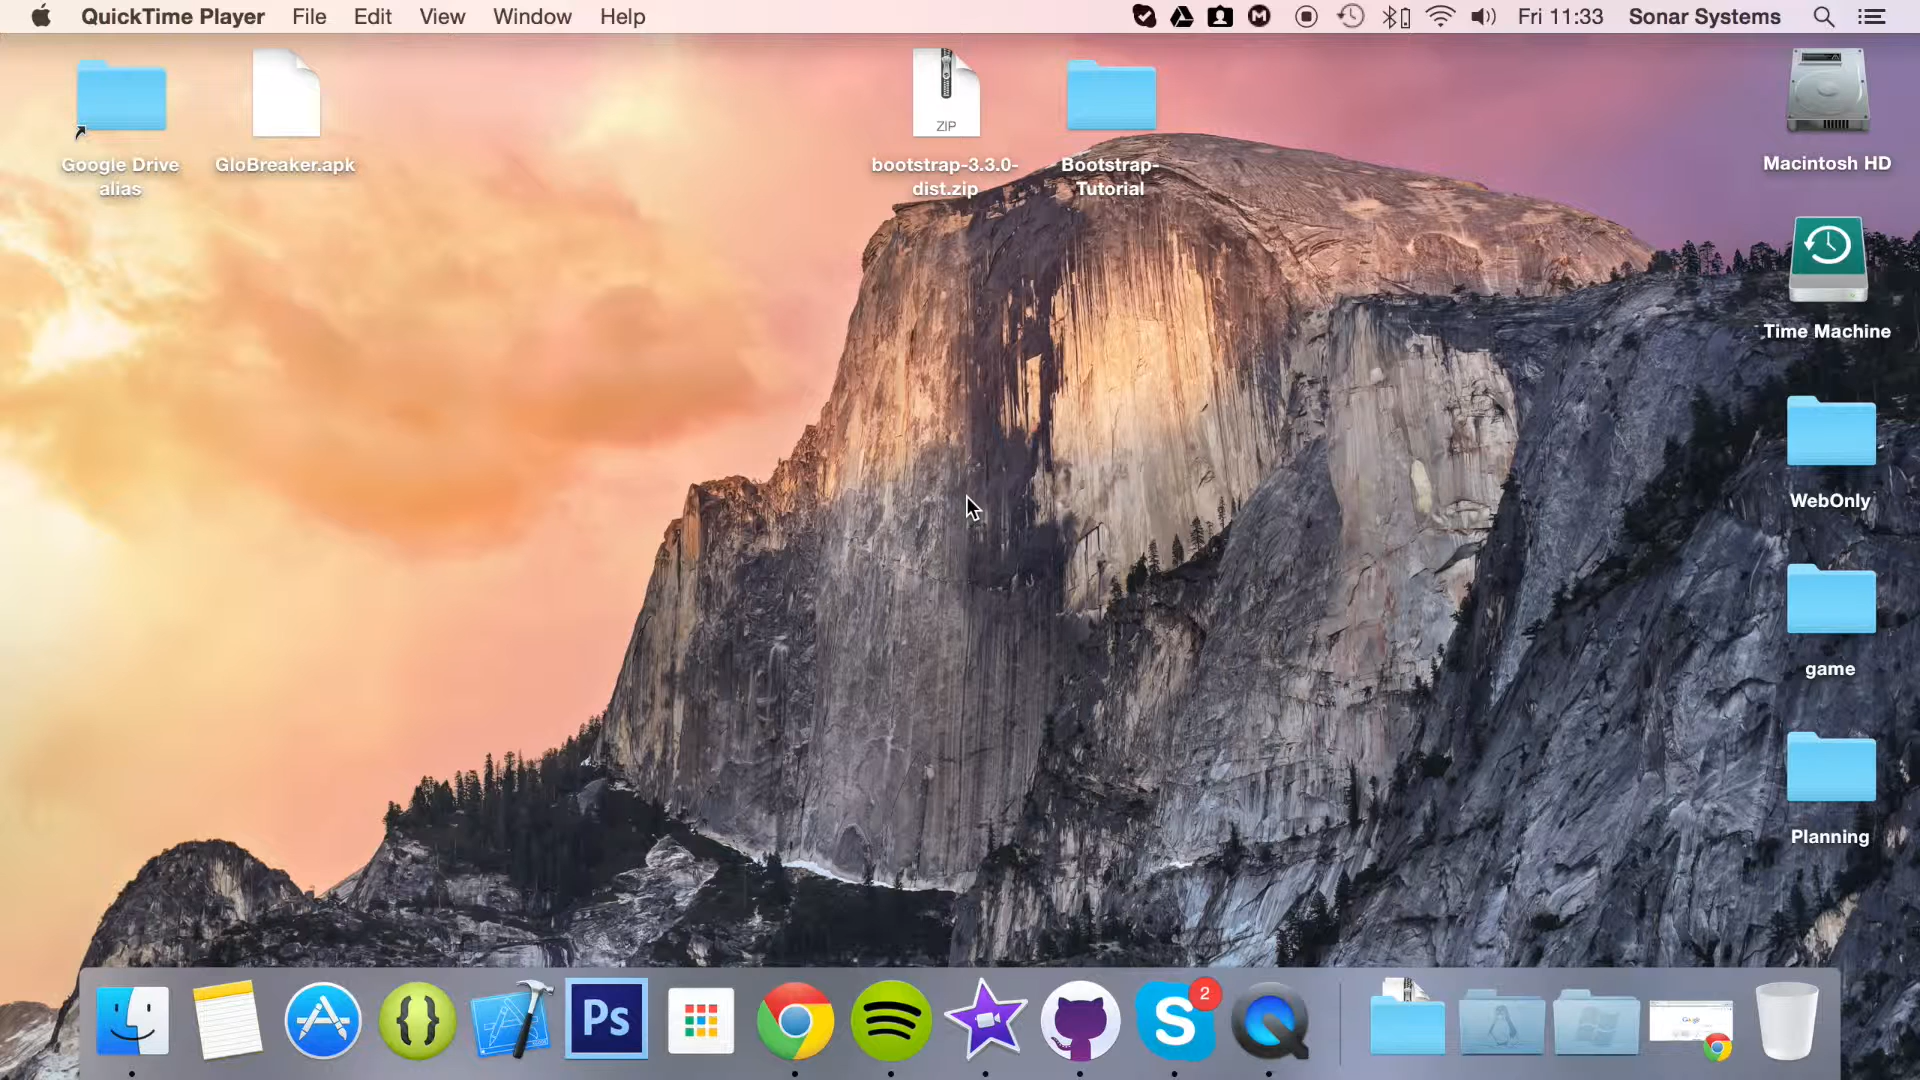 QuickTime Player File Edit View Window Help Fri 11:33 Sonar Systems
ZIP
Google Drive
alias
GloBreaker.apk
bootstrap-3.3.0-
dist.zip
Bootstrap-
Tutorial
Macintosh HD
Time Machine
WebOnly
game
Planning
Ps
2